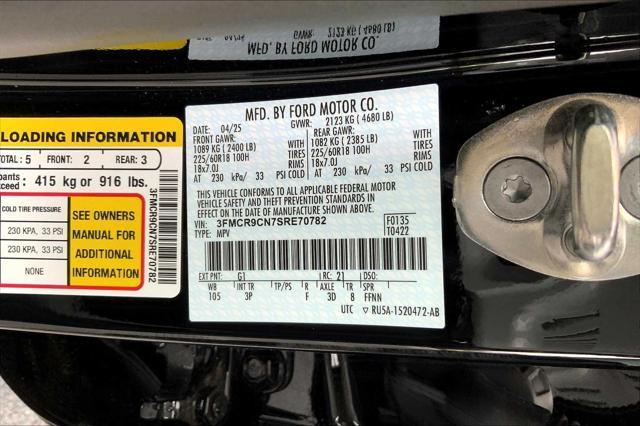 GVWR: 2123 KG (4680 LB)
MFD. BY FORD MOTOR CO.
LOADING INFORMATION
TOTAL: 5 FRONT: 2 REAR: 3
415 kg or 916 lbs.
COLD TIRE PRESSURE
230 KPA, 33 PSI
230 KPA, 33 PSI
NONE
SEE OWNERS
MANUAL FOR
ADDITIONAL
INFORMATION
3FMCR9CN7SRE70782
MFD. BY FORD MOTOR CO.
DATE: 04/25 GVWR: 2123 KG ( 4680 LB)
FRONT GAWR: REAR GAWR:
1089 KG ( 2400 LB) WITH 1082 KG ( 2385 LB) WITH
225/60R18 100H TIRES 225/60R18 100H TIRES
18x7.0J RIMS 18x7.0J RIMS
AT 230 kPa/ 33 PSI COLD AT 230 kPa/ 33 PSI COLD
THIS VEHICLE CONFORMS TO ALL APPLICABLE FEDERAL MOTOR
VEHICLE SAFETY AND THEFT PREVENTION STANDARDS IN EFFECT ON THE
DATE OF MANUFACTURE SHOWN ABOVE.
VIN: 3FMCR9CN7SRE70782 F0135
TYPE: MPV T0422
EXT PNT: G1 RC: 21 DSO:
WB INT TR TP/PS R AXLE TR SPR
105 3P F 3D 8 FFNN
UTC ▽ RU5A-1520472-AB